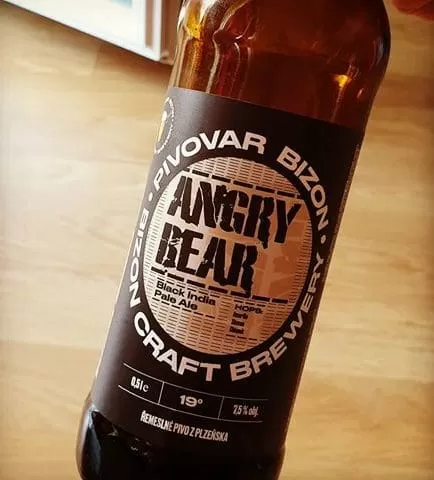 PIVOVAR BIZON • BIZON CRAFT BREWERY •
ANGRY
BEAR
Black India
Pale Ale
HOPS:
0,5l e
19°
7,5% obj.
ŘEMESLNÉ PIVO Z PLZEŇSKA